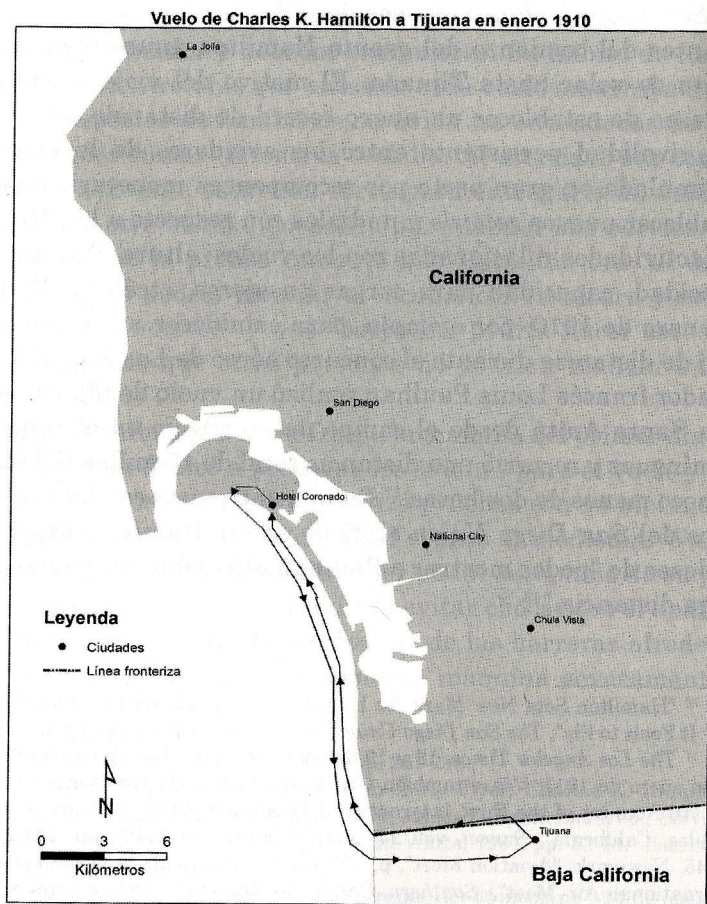 Vuelo de Charles K. Hamilton a Tijuana en enero 1910
La Jolla
California
San Diego
Hotel Coronado
National City
Leyenda
Ciudades
Línea fronteriza
Chula Vista
N
0 3 6
Kilómetros
Tijuana
Baja California